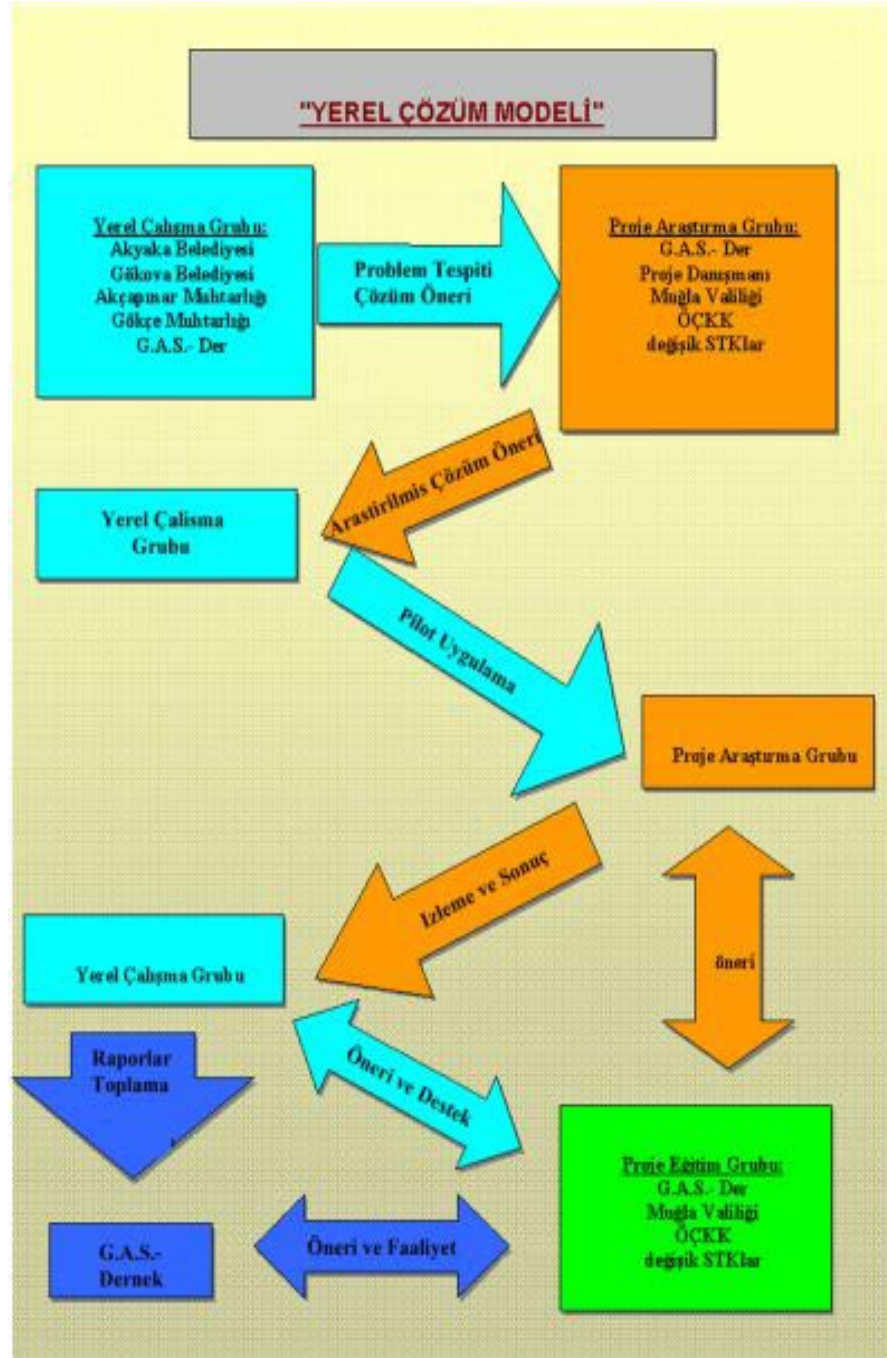 "YEREL ÇÖZÜM MODELİ"
Yerel Çalışma Grubu:
Akyaka Belediyesi
Gökova Belediyesi
Akçapınar Muhtarlığı
Gökçe Muhtarlığı
G.A.S.- Der
Problem Tespiti
Çözüm Öneri
Proje Araştırma Grubu:
G.A.S.- Der
Proje Danışmanı
Muğla Valiliği
ÖÇKK
değişik STKlar
Arastirilmis Çözüm Öneri
Yerel Çalisma
Grubu
Pilot Uygulama
Proje Araştırma Grubu
Izleme ve Sonuç
Yerel Çalışma Grubu
öneri
Raporlar
Toplama
Öneri ve Destek
Proje Eğitim Grubu:
G.A.S.- Der
Muğla Valiliği
ÖÇKK
değişik STKlar
G.A.S.-
Dernek
Öneri ve Faaliyet